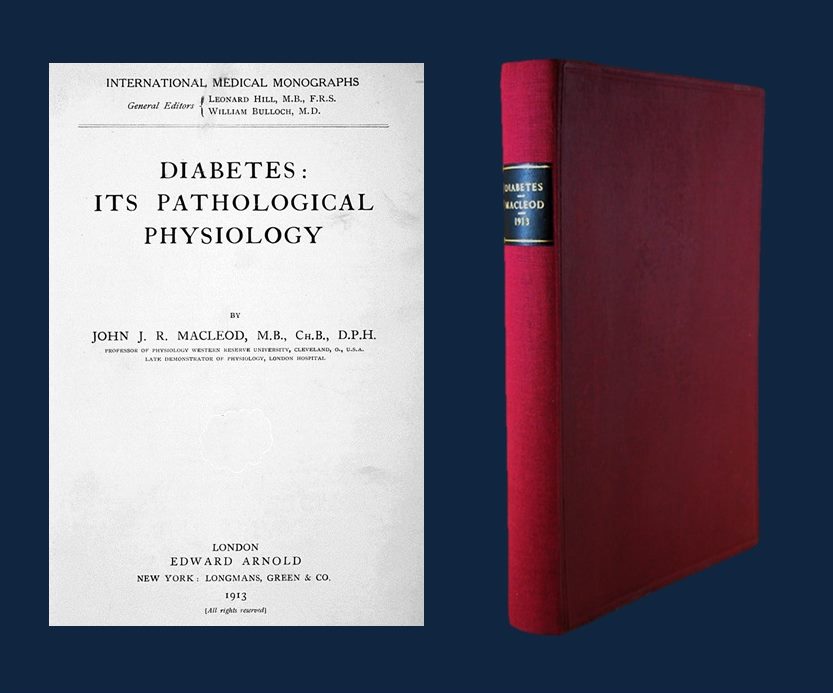 INTERNATIONAL MEDICAL MONOGRAPHS
General Editors { LEONARD HILL, M.B., F.R.S.
WILLIAM BULLOCH, M.D.
DIABETES:
ITS PATHOLOGICAL
PHYSIOLOGY
BY
JOHN J. R. MACLEOD, M.B., CH.B., D.P.H.
PROFESSOR OF PHYSIOLOGY WESTERN RESERVE UNIVERSITY, CLEVELAND, O., U.S.A.
LATE DEMONSTRATOR OF PHYSIOLOGY, LONDON HOSPITAL
LONDON
EDWARD ARNOLD
NEW YORK: LONGMANS, GREEN & CO.
1913
[All rights reserved]
DIABETES
MACLEOD
1913